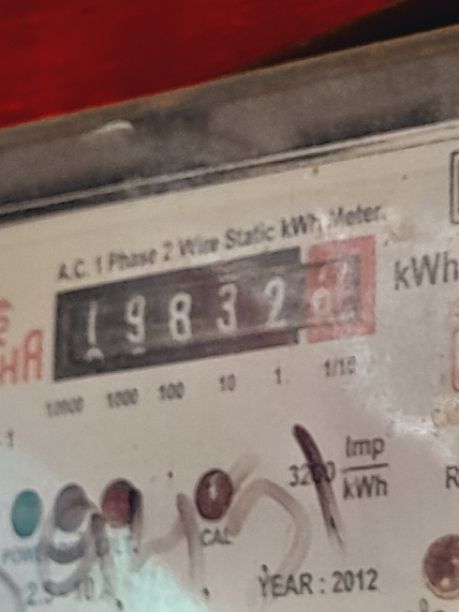 A.C. 1 Phase 2 Wire Static kWh Meter.
19832
kWh
10000 1000 100 10 1 1/10
3200 Imp/kWh
CAL
YEAR : 2012